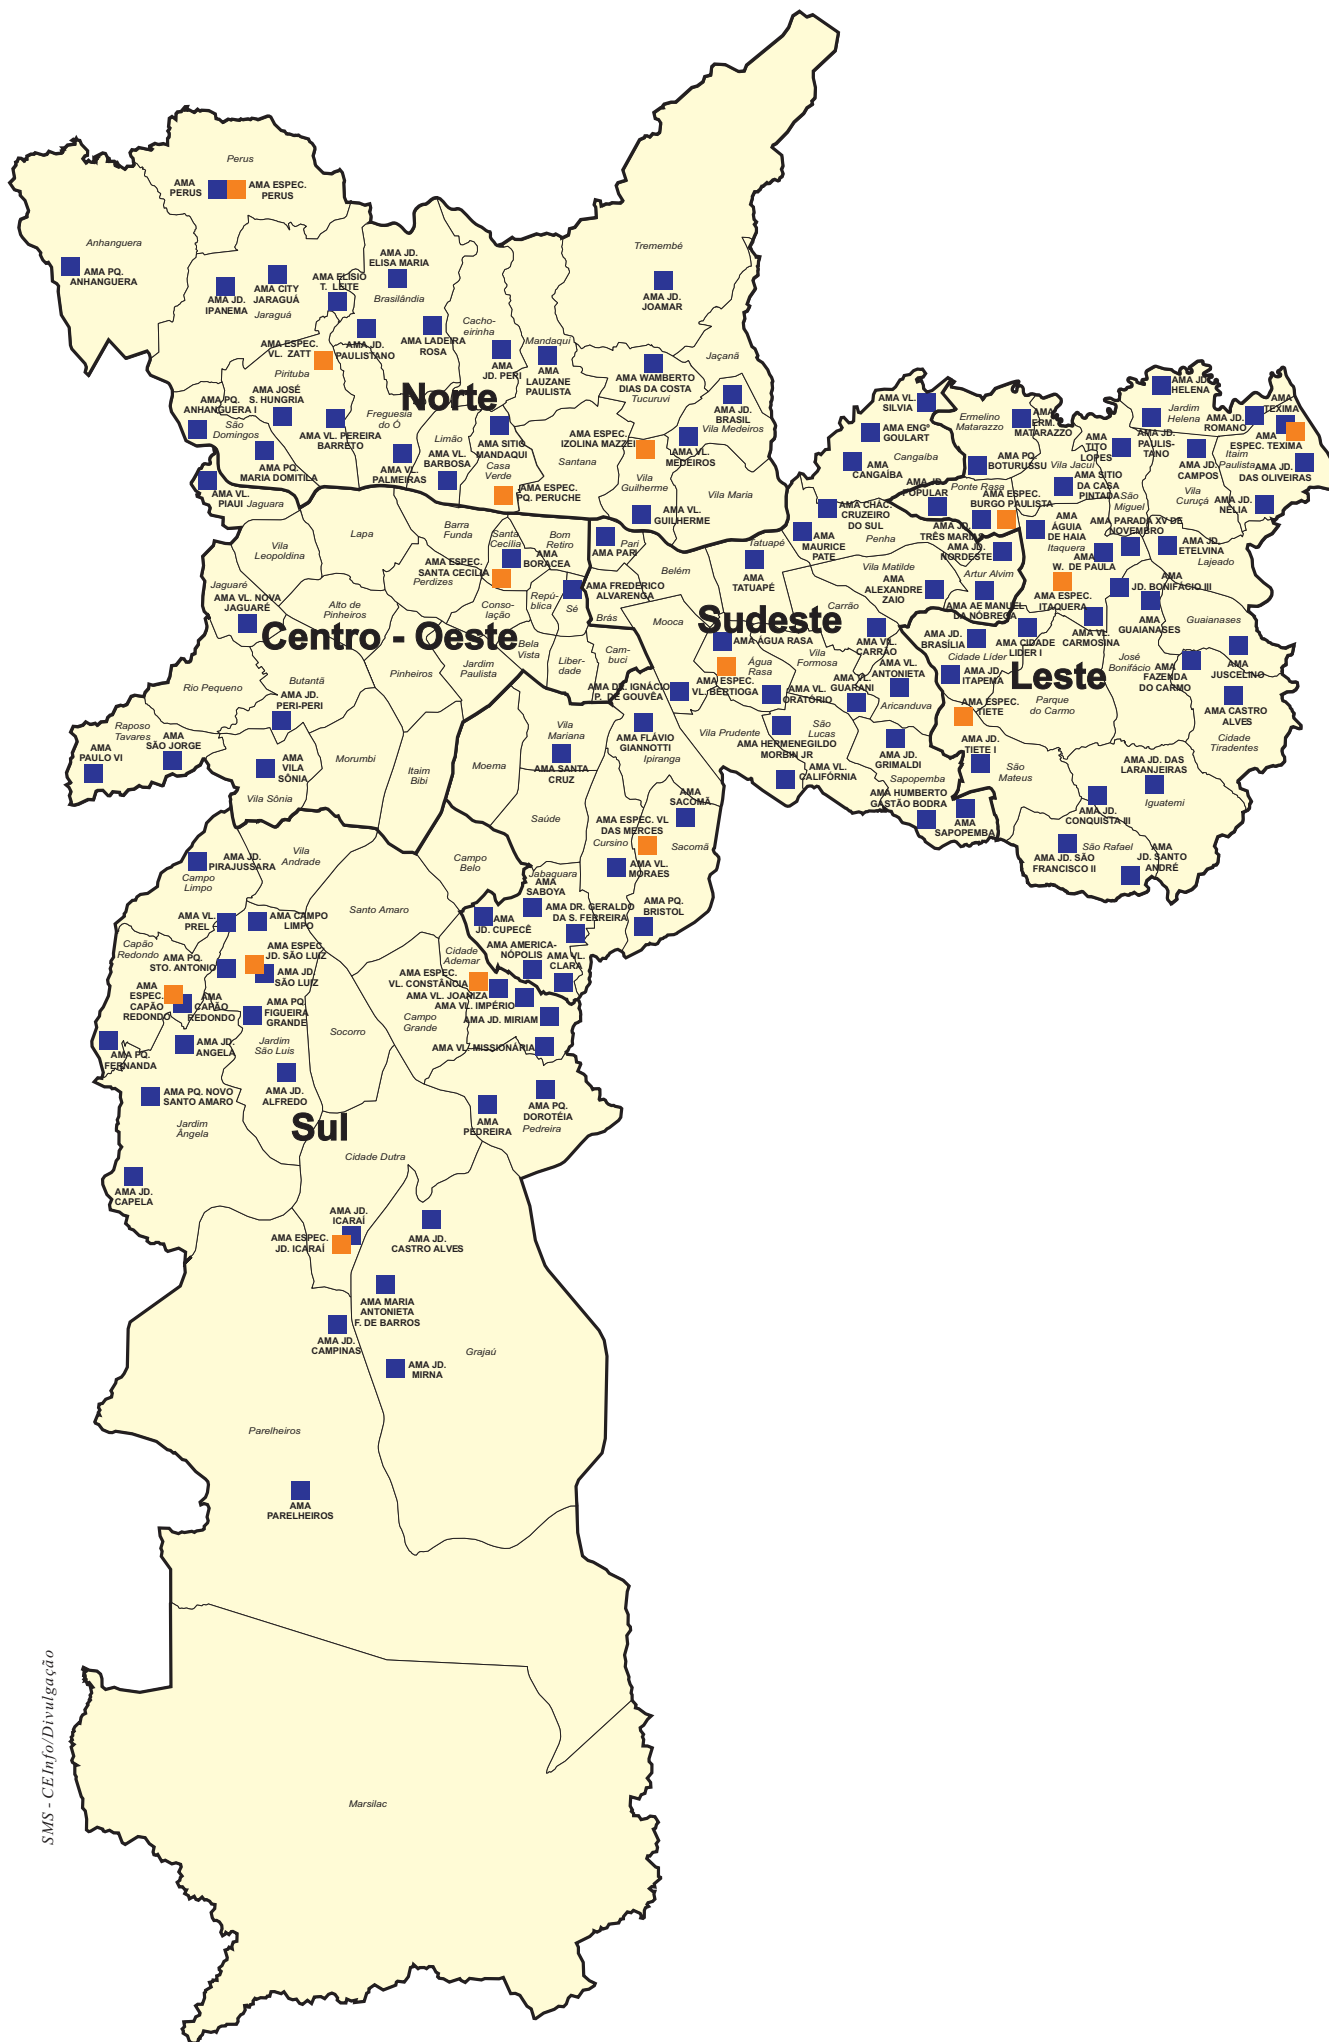 Perus
AMA
PERUS
AMA ESPEC.
PERUS
Anhanguera
AMA PQ.
ANHANGUERA
AMA JD.
IPANEMA
AMA CITY
JARAGUÁ
Jaraguá
AMA ELISIO
T. LEITE
AMA JD.
ELISA MARIA
Brasilândia
AMA JD.
PAULISTANO
AMA LADEIRA
ROSA
Cacho-
eirinha
AMA
JD. PERI
Mandaqui
AMA
LAUZANE
PAULISTA
Tremembé
AMA JD.
JOAMAR
Jaçanã
AMA WAMBERTO
DIAS DA COSTA
Tucuruvi
AMA JD.
BRASIL
Vila Medeiros
AMA ESPEC.
VL. ZATT
Pirituba
AMA JOSÉ
S. HUNGRIA
AMA PQ.
ANHANGUERA I
São
Domingos
AMA VL. PEREIRA
BARRETO
AMA PQ.
MARIA DOMITILA
Norte
Freguesia
do Ó
AMA VL.
PALMEIRAS
Limão
AMA VL.
BARBOSA
AMA SITIO
MANDAQUI
Casa
Verde
AMA ESPEC.
PQ. PERUCHE
AMA ESPEC.
IZOLINA MAZZEI
Santana
AMA VL.
MEDEIROS
Vila
Guilherme
Vila Maria
AMA VL.
GUILHERME
AMA VL.
PIAUI
Jaguara
Vila
Leopoldina
Lapa
Barra
Funda
Santa
Cecília
Bom
Retiro
AMA
BORACEA
AMA ESPEC.
SANTA CECÍLIA
Perdizes
Pari
AMA PARI
AMA FREDERICO
ALVARENGA
Repú-
blica
Sé
Brás
Conso-
lação
Bela
Vista
Liber-
dade
Cam-
buci
Jaguaré
AMA VL. NOVA
JAGUARÉ
Alto de
Pinheiros
Centro - Oeste
Pinheiros
Jardim
Paulista
Rio Pequeno
Butantã
AMA JD.
PERI-PERI
Raposo
Tavares
AMA
PAULO VI
AMA
SÃO JORGE
AMA
VILA
SÔNIA
Vila Sônia
Morumbi
Itaim
Bibi
Belém
Tatuapé
AMA
TATUAPÉ
AMA
MAURICE
PATE
AMA CHÁC.
CRUZEIRO
DO SUL
Penha
AMA VL.
SILVIA
AMA ENGº
GOULART
Cangaíba
AMA
CANGAÍBA
Vila Matilde
AMA
ALEXANDRE
ZAIO
Artur Alvim
AMA AE MANUEL
DA NÓBREGA
AMA JD.
NORDESTE
Mooca
Sudeste
AMA ÁGUA RASA
Carrão
AMA VL.
CARRÃO
Água
Rasa
Vila
Formosa
AMA ESPEC.
VL. BERTIOGA
AMA DR. IGNÁCIO
P. DE GOUVÊA
AMA VL.
ORATÓRIO
AMA VL.
GUARANI
AMA VL.
ANTONIETA
Aricanduva
Vila Prudente
AMA HERMENEGILDO
MORBIN JR
São
Lucas
AMA JD.
GRIMALDI
AMA VL.
CALIFÓRNIA
Sapopemba
AMA HUMBERTO
GASTÃO BODRA
AMA
SAPOPEMBA
Vila
Mariana
AMA SANTA
CRUZ
AMA FLÁVIO
GIANNOTTI
Ipiranga
Moema
Saúde
AMA
SACOMÃ
AMA ESPEC. VL
DAS MERCES
Cursino
Sacomã
AMA VL.
MORAES
Jabaquara
AMA
SABOYA
AMA DR. GERALDO
DA S. FERREIRA
AMA PQ.
BRISTOL
AMA
JD. CUPECÊ
AMA AMERICA-
NÓPOLIS
AMA VL.
CLARA
Ermelino
Matarazzo
AMA
ERM.
MATARAZZO
AMA PQ.
BOTURUSSU
Ponte Rasa
AMA JD.
POPULAR
AMA ESPEC.
BURGO PAULISTA
AMA JD.
TRÊS MARIAS
Vila Jacuí
AMA
TITO
LOPES
AMA SITIO
DA CASA
PINTADA
São
Miguel
AMA JD.
HELENA
Jardim
Helena
AMA JD.
PAULIS-
TANO
AMA JD.
ROMANO
AMA
TEXIMA
AMA
ESPEC. TEXIMA
Itaim
Paulista
AMA JD.
CAMPOS
AMA JD.
DAS OLIVEIRAS
Vila
Curuçá
AMA JD.
NÉLIA
AMA
ÁGUIA
DE HAIA
Itaquera
AMA PARADA XV DE
NOVEMBRO
AMA
W. DE PAULA
AMA JD.
ETELVINA
Lajeado
AMA ESPEC.
ITAQUERA
AMA
JD. BONIFÁCIO III
AMA
GUAIANASES
Guaianases
AMA VL.
CARMOSINA
AMA JD.
BRASÍLIA
AMA CIDADE
LIDER I
Cidade Líder
AMA JD.
ITAPEMA
Leste
José
Bonifácio
AMA
FAZENDA
DO CARMO
AMA
JUSCELINO
AMA CASTRO
ALVES
Cidade
Tiradentes
Parque
do Carmo
AMA ESPEC.
TIETE
AMA JD.
TIETE I
São
Mateus
AMA JD. DAS
LARANJEIRAS
Iguatemi
AMA JD.
CONQUISTA III
São Rafael
AMA JD. SÃO
FRANCISCO II
AMA
JD. SANTO
ANDRÉ
AMA JD.
PIRAJUSSARA
Campo
Limpo
Vila
Andrade
Campo
Belo
Santo Amaro
AMA VL.
PREL
AMA CAMPO
LIMPO
Capão
Redondo
AMA PQ.
STO. ANTONIO
AMA ESPEC.
JD. SÃO LUIZ
AMA JD.
SÃO LUIZ
AMA
ESPEC.
CAPÃO
REDONDO
AMA
CAPÃO
REDONDO
AMA PQ.
FIGUEIRA
GRANDE
AMA PQ.
FERNANDA
AMA JD.
ANGELA
Jardim
São Luis
AMA JD.
ALFREDO
AMA PQ. NOVO
SANTO AMARO
Jardim
Ângela
AMA JD.
CAPELA
Socorro
Campo
Grande
Cidade
Ademar
AMA ESPEC.
VL. CONSTÂNCIA
AMA VL. JOANIZA
AMA VL. IMPÉRIO
AMA JD. MIRIAM
AMA VL. MISSIONÁRIA
AMA PQ.
DOROTÉIA
Pedreira
AMA
PEDREIRA
Sul
Cidade Dutra
AMA JD.
ICARAÍ
AMA ESPEC.
JD. ICARAÍ
AMA JD.
CASTRO ALVES
AMA MARIA
ANTONIETA
F. DE BARROS
AMA JD.
CAMPINAS
AMA JD.
MIRNA
Grajaú
Parelheiros
AMA
PARELHEIROS
Marsilac
SMS - CEInfo/Divulgação